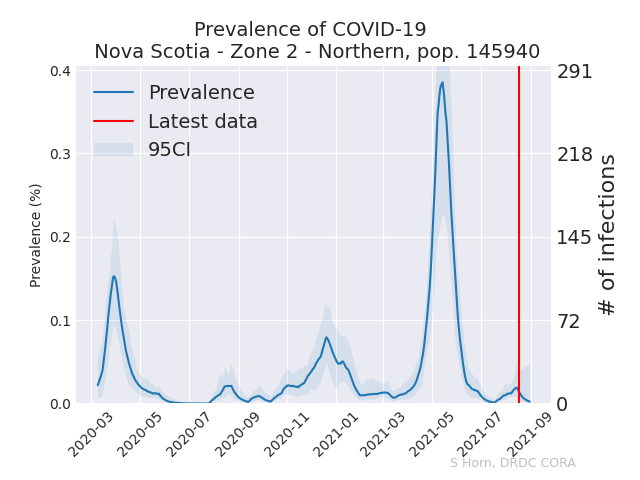 Prevalence of COVID-19
Nova Scotia - Zone 2 - Northern, pop. 145940
Prevalence
Latest data
95CI
Prevalence (%)
0.4
0.3
0.2
0.1
0.0
291
218
145
72
0
# of infections
2020-03
2020-05
2020-07
2020-09
2020-11
2021-01
2021-03
2021-05
2021-07
2021-09
S Horn, DRDC CORA